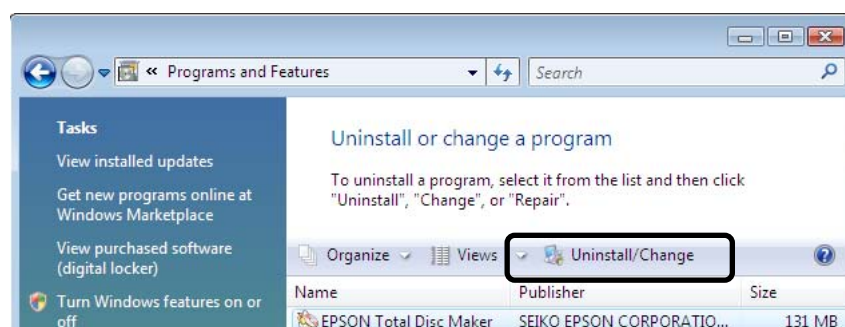 « Programs and Features
Search
Tasks
View installed updates
Get new programs online at
Windows Marketplace
View purchased software
(digital locker)
Turn Windows features on or
off
Uninstall or change a program
To uninstall a program, select it from the list and then click
"Uninstall", "Change", or "Repair".
Organize Views Uninstall/Change
Name Publisher Size
EPSON Total Disc Maker SEIKO EPSON CORPORATIO... 131 MB